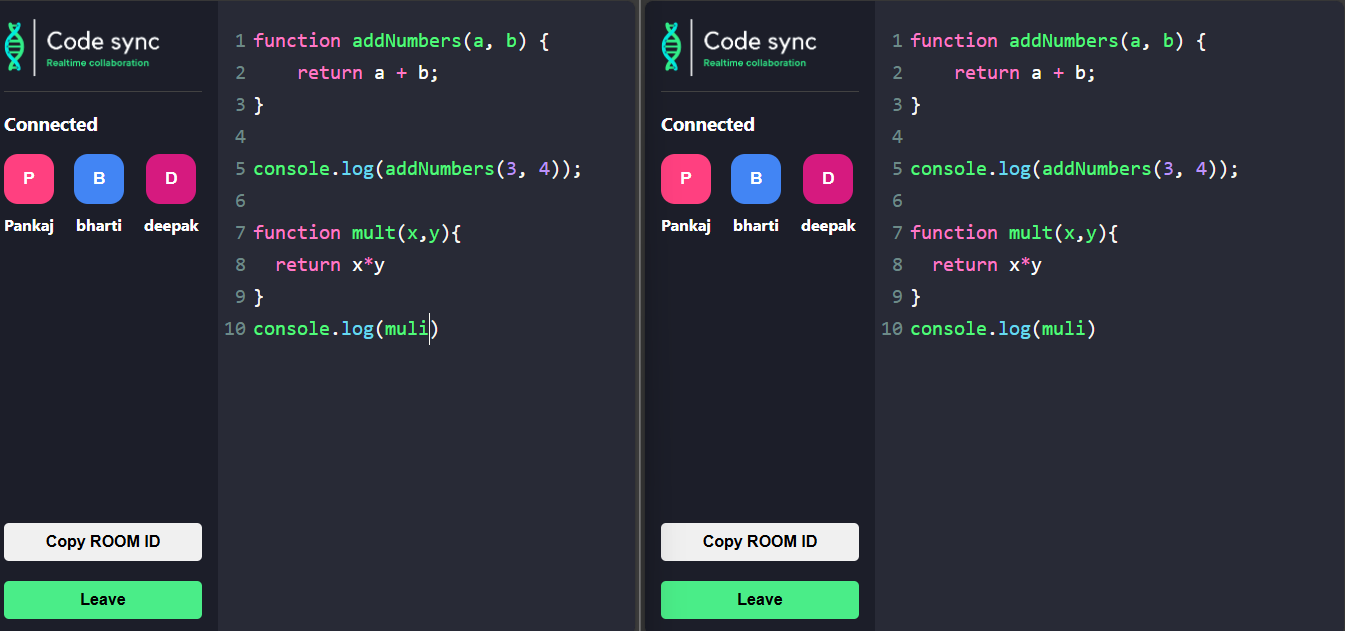 Code sync
Realtime collaboration
Connected
P B D
Pankaj bharti deepak
Copy ROOM ID
Leave
1 function addNumbers(a, b) {
2     return a + b;
3 }
4
5 console.log(addNumbers(3, 4));
6
7 function mult(x,y){
8   return x*y
9 }
10 console.log(muli)
Code sync
Realtime collaboration
Connected
P B D
Pankaj bharti deepak
Copy ROOM ID
Leave
1 function addNumbers(a, b) {
2     return a + b;
3 }
4
5 console.log(addNumbers(3, 4));
6
7 function mult(x,y){
8   return x*y
9 }
10 console.log(muli)